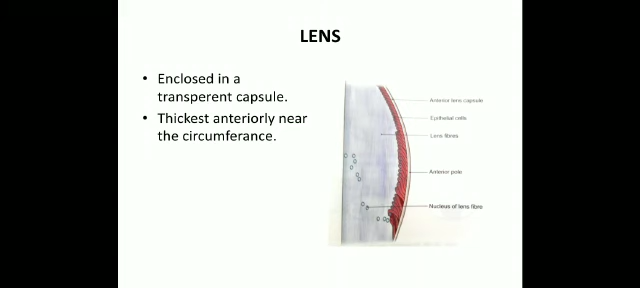 LENS
• Enclosed in a
transperent capsule.
• Thickest anteriorly near
the circumferance.
Anterior lens capsule
Epithelial cells
Lens fibres
Anterior pole
Nucleus of lens fibre